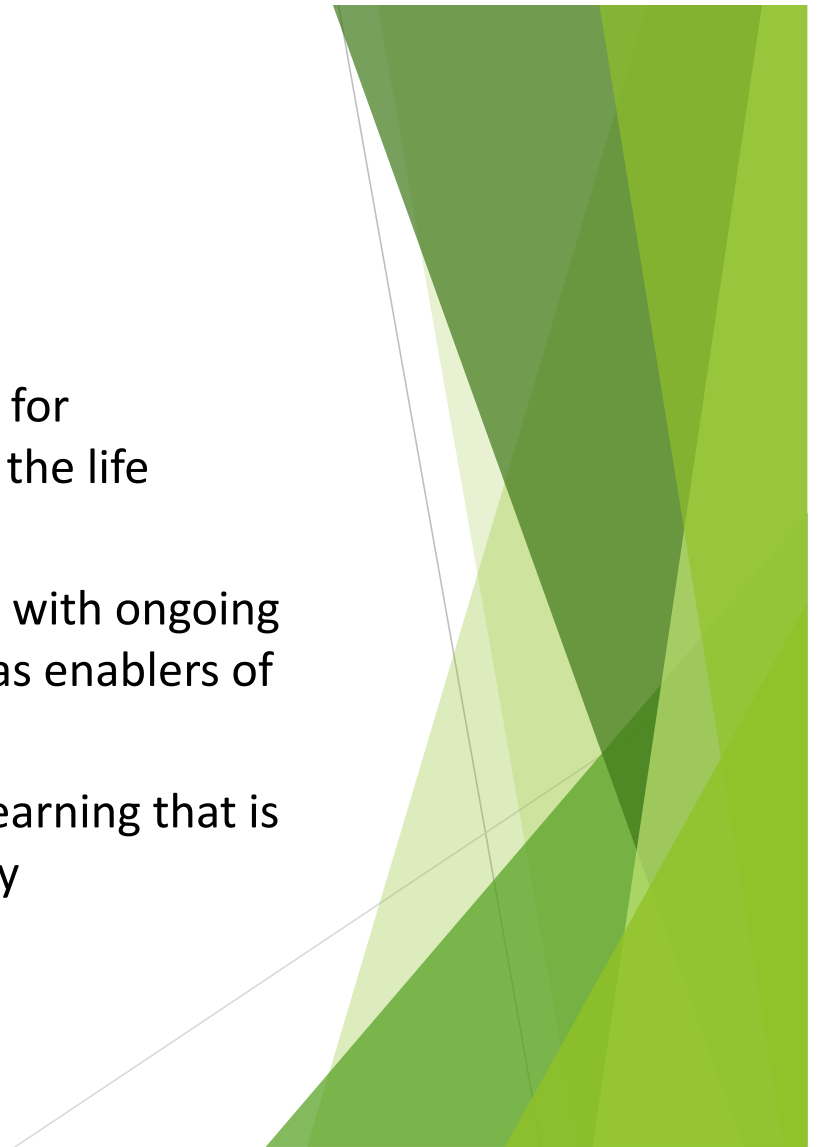 for
the life
with ongoing
as enablers of
earning that is
y